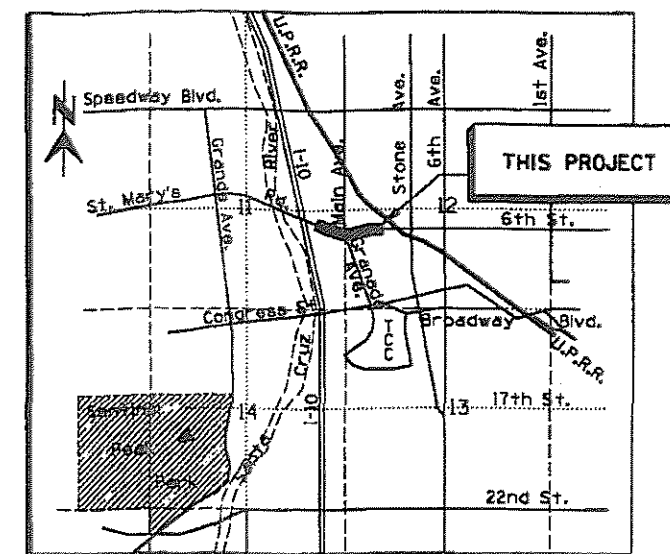 N
Speedway Blvd.
U.P.R.R.
Ave.
Stone
Ave.
6th
1st Ave.
THIS PROJECT
River
I-10
Main Ave.
Grande Ave.
St. Mary's
Rd.
11
12
6th St.
Granada
Ave.
Congress St.
Broadway Blvd.
T
C
C
U.P.R.R.
Cruz
I-10
Santa
14
13
17th St.
Sentinel
Peak
Park
22nd St.